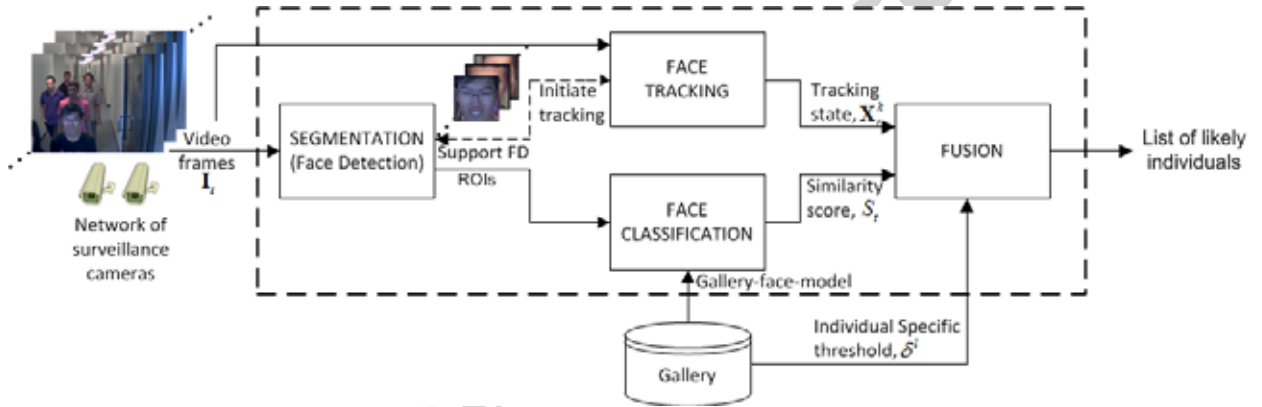 Video
frames
I_t
Network of
surveillance
cameras
SEGMENTATION
(Face Detection)
Initiate
tracking
Support FD
ROIs
FACE
TRACKING
FACE
CLASSIFICATION
Tracking
state, X_t^k
Similarity
score, S_t
FUSION
List of likely
individuals
Gallery-face-model
Individual Specific
threshold, δ^i
Gallery